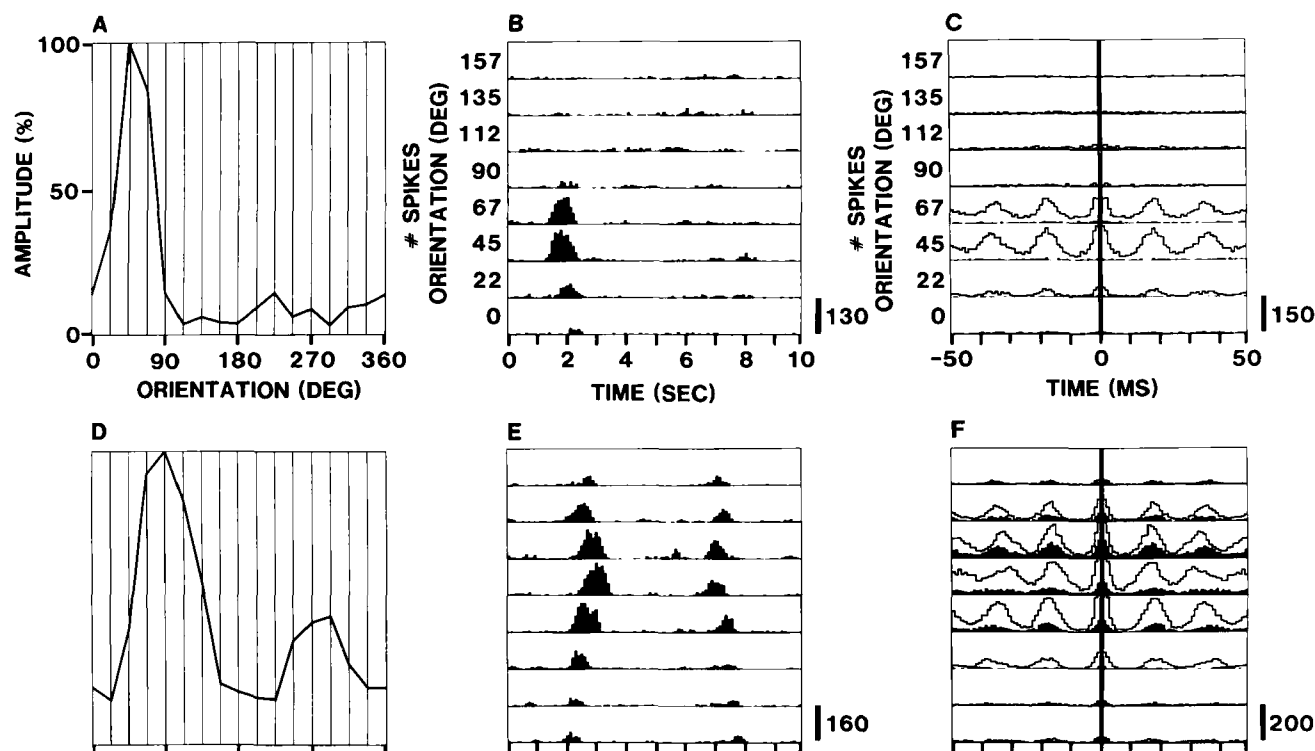 A
B
C
100
50
0
AMPLITUDE (%)
0 90 180 270 360
ORIENTATION (DEG)
# SPIKES
ORIENTATION (DEG)
157
135
112
90
67
45
22
0
130
0 2 4 6 8 10
TIME (SEC)
# SPIKES
ORIENTATION (DEG)
157
135
112
90
67
45
22
0
150
-50 0 50
TIME (MS)
D
E
F
160
200